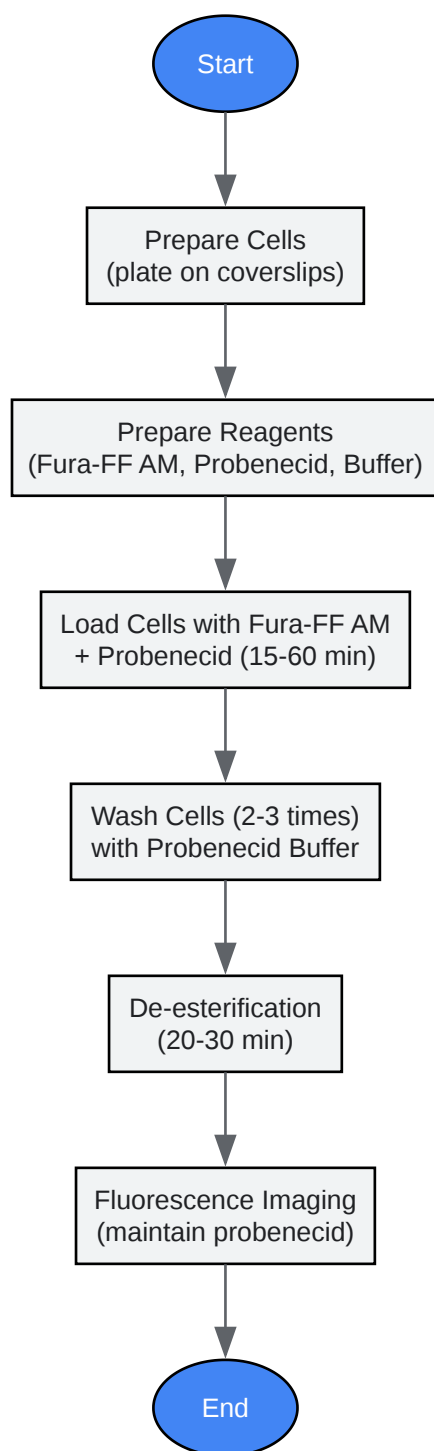 Start
Prepare Cells
(plate on coverslips)
Prepare Reagents
(Fura-FF AM, Probenecid, Buffer)
Load Cells with Fura-FF AM
+ Probenecid (15-60 min)
Wash Cells (2-3 times)
with Probenecid Buffer
De-esterification
(20-30 min)
Fluorescence Imaging
(maintain probenecid)
End